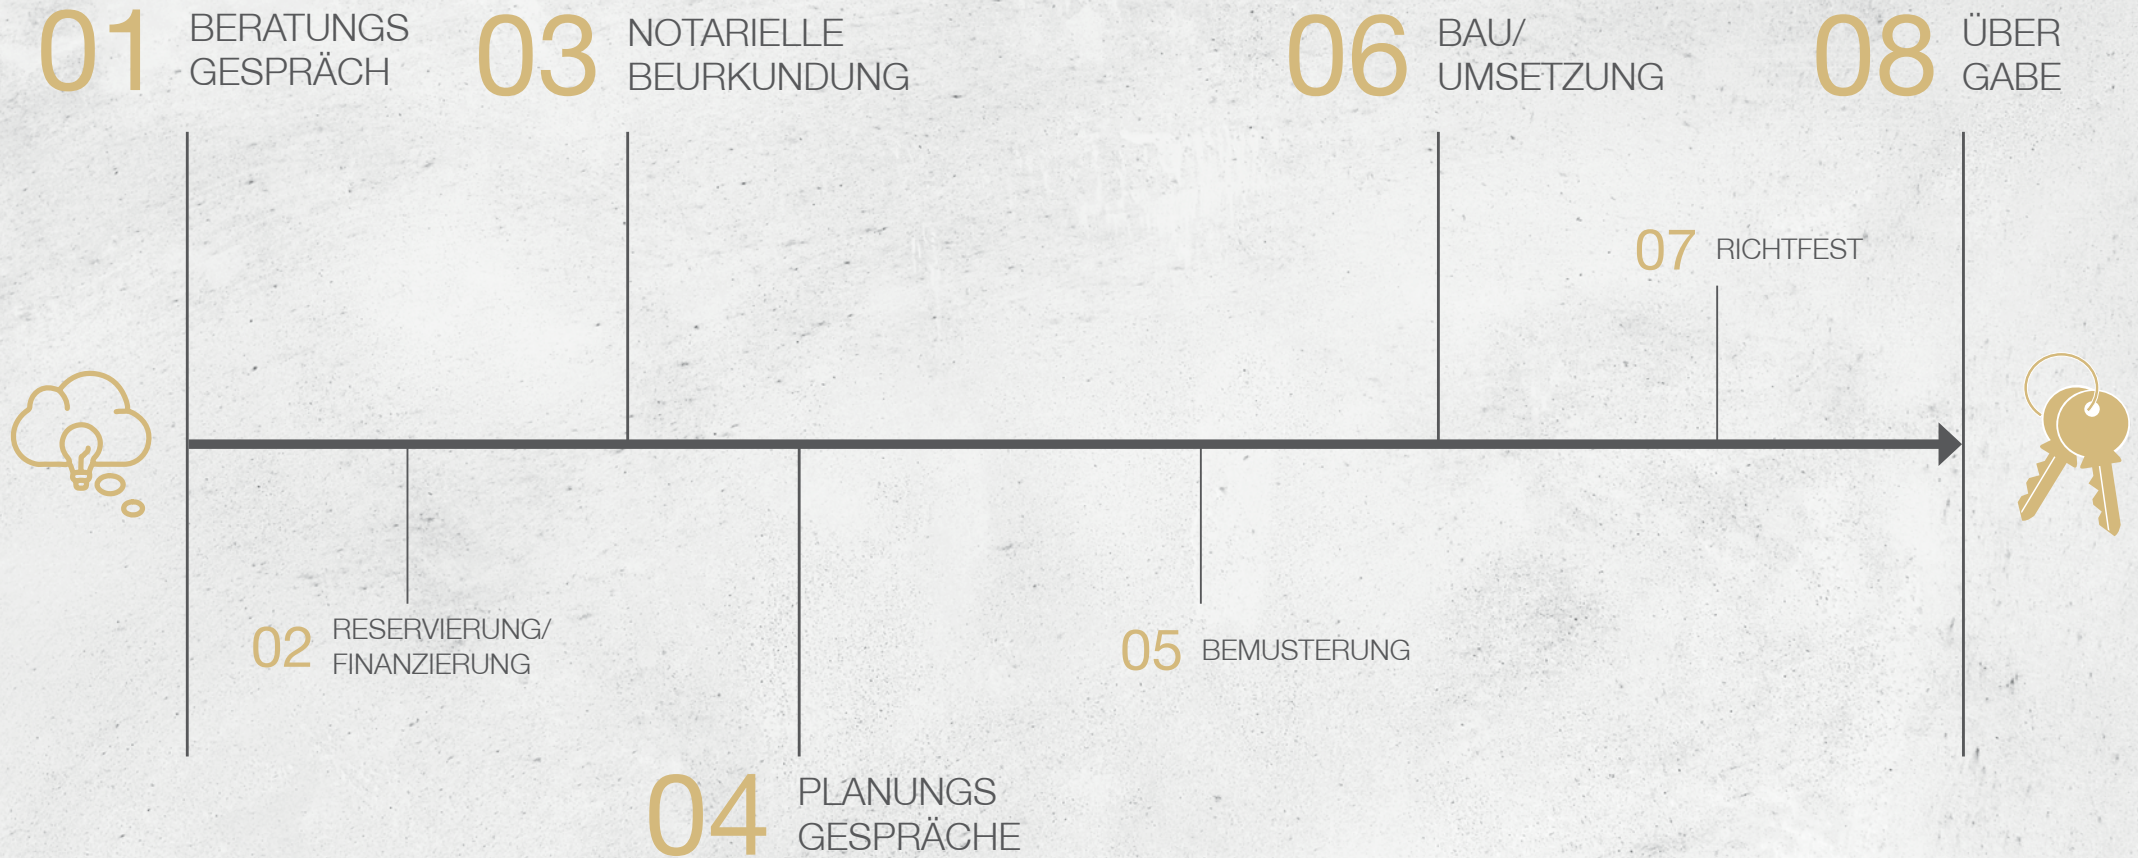 01
BERATUNGS
GESPRÄCH
03
NOTARIELLE
BEURKUNDUNG
06
BAU/
UMSETZUNG
08
ÜBER
GABE
07
RICHTFEST
02
RESERVIERUNG/
FINANZIERUNG
05
BEMUSTERUNG
04
PLANUNGS
GESPRÄCHE